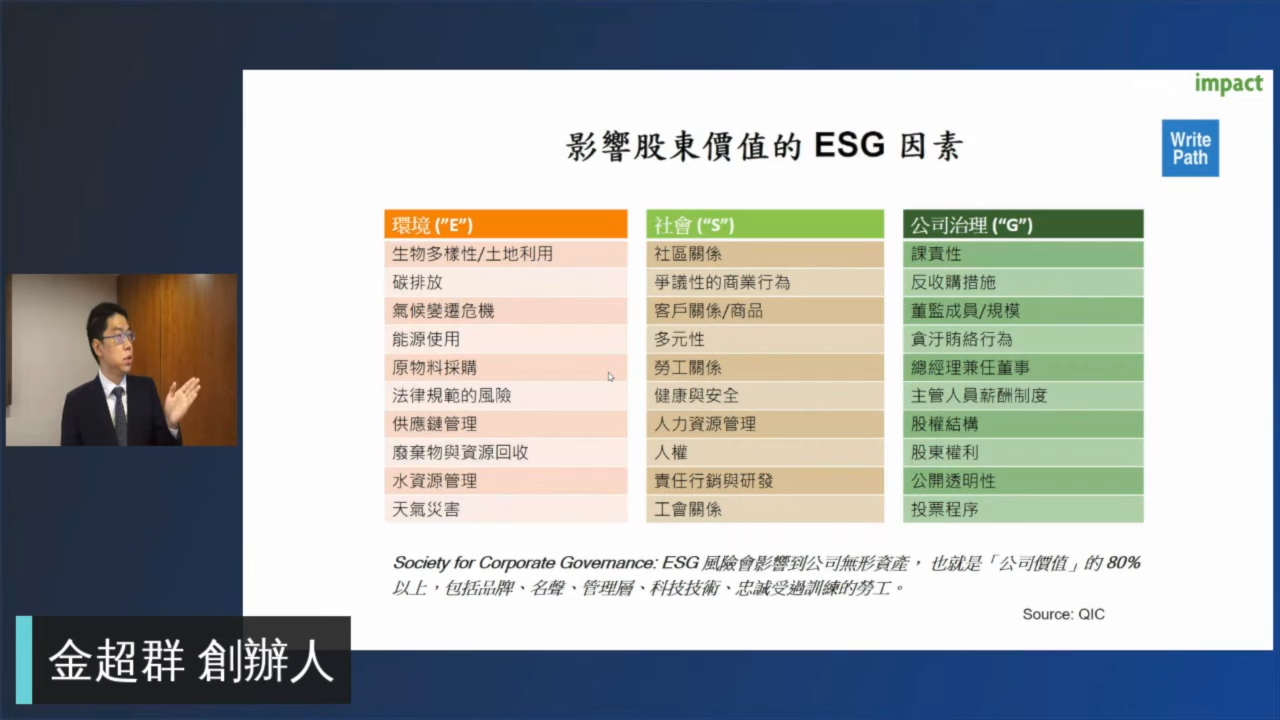 impact
影響股東價值的 ESG 因素
Write
Path
環境 ("E")
生物多樣性/土地利用
碳排放
氣候變遷危機
能源使用
原物料採購
法律規範的風險
供應鏈管理
廢棄物與資源回收
水資源管理
天氣災害
社會 ("S")
社區關係
爭議性的商業行為
客戶關係/商品
多元性
勞工關係
健康與安全
人力資源管理
人權
責任行銷與研發
工會關係
公司治理 ("G")
課責性
反收購措施
董監成員/規模
貪汙賄絡行為
總經理兼任董事
主管人員薪酬制度
股權結構
股東權利
公開透明性
投票程序
Society for Corporate Governance: ESG 風險會影響到公司無形資產，也就是「公司價值」的 80%
以上，包括品牌、名聲、管理層、科技技術、忠誠受過訓練的勞工。
Source: QIC
金超群 創辦人